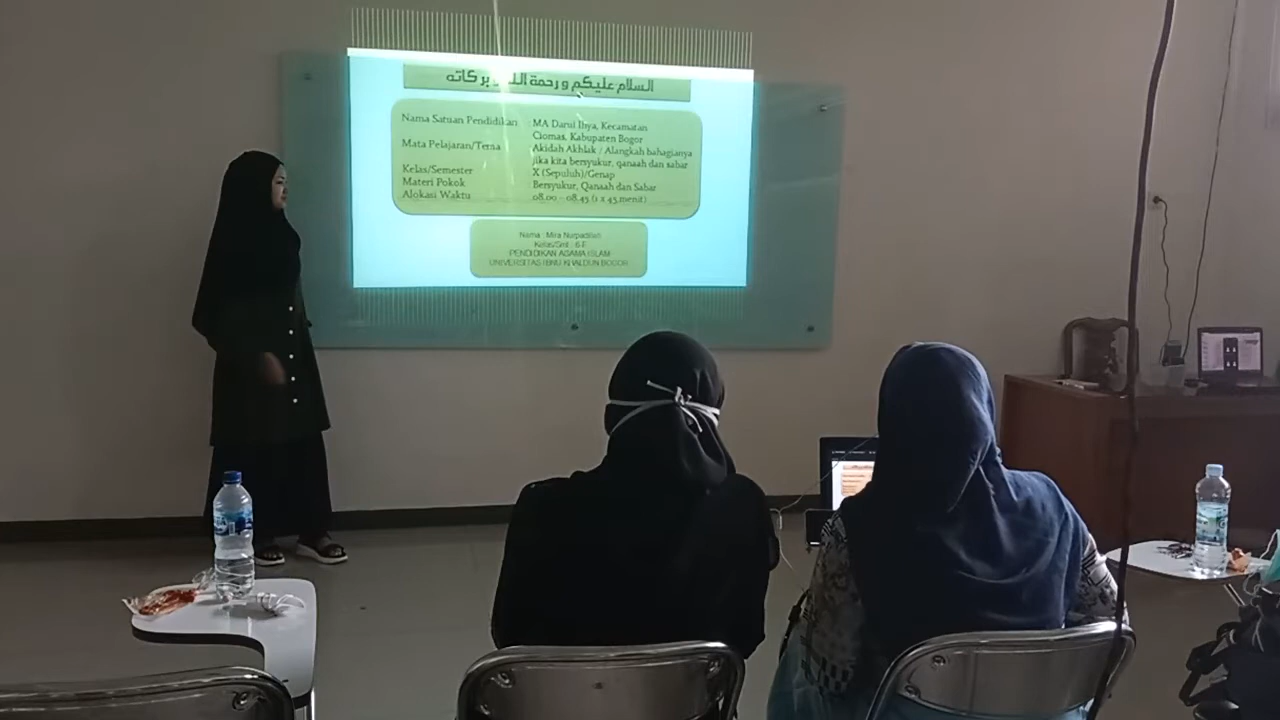 السلام عليكم ورحمة الله وبركاته
Nama Satuan Pendidikan MA Darul Ihya, Kecamatan
Ciomas, Kabupaten Bogor
Mata Pelajaran/Tema Akidah Akhlak / Alangkah bahagianya
jika kita bersyukur, qanaah dan sabar
Kelas/Semester X (Sepuluh)/Genap
Materi Pokok Bersyukur, Qanaah dan Sabar
Alokasi Waktu 08.00 – 08.45 (1 x 45 menit)
Nama : Mira Nurpadilah
Kelas/Smt : 6-F
PENDIDIKAN AGAMA ISLAM
UNIVERSITAS IBNU KHALDUN BOGOR